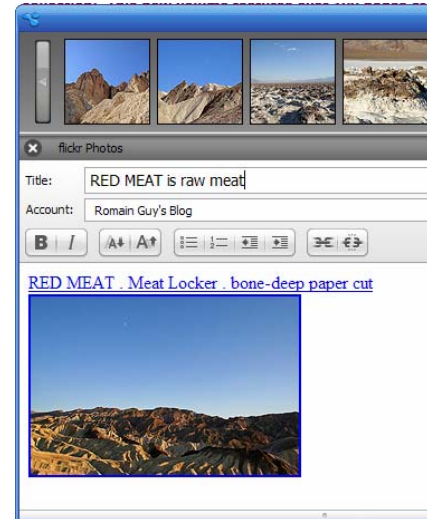 flickr Photos
Title: RED MEAT is raw meat
Account: Romain Guy's Blog
B I A A
RED MEAT . Meat Locker . bone-deep paper cut